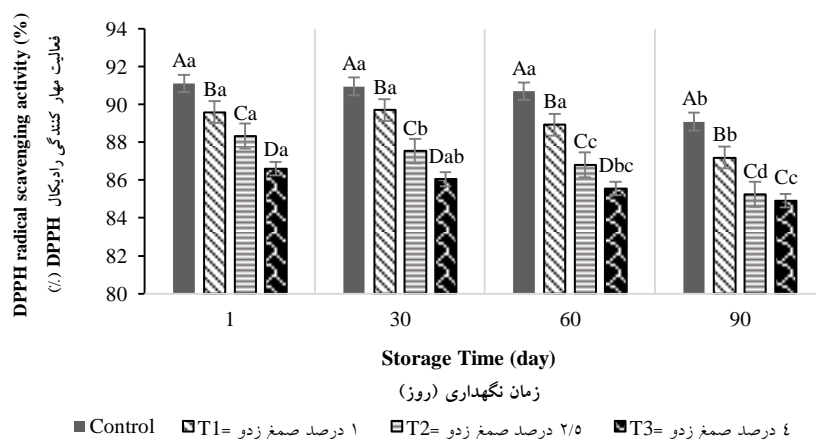 DPPH radical scavenging activity (%)
فعالیت مهار کنندگی رادیکال DPPH (٪)
94
92
90
88
86
84
82
80
Aa
Ba
Ca
Da
Aa
Ba
Cb
Dab
Aa
Ba
Cc
Dbc
Ab
Bb
Cd
Cc
1
30
60
90
Storage Time (day)
زمان نگهداری (روز)
Control
T1= ۱ درصد صمغ زدو
T2= ۲/۵ درصد صمغ زدو
T3= ٤ درصد صمغ زدو